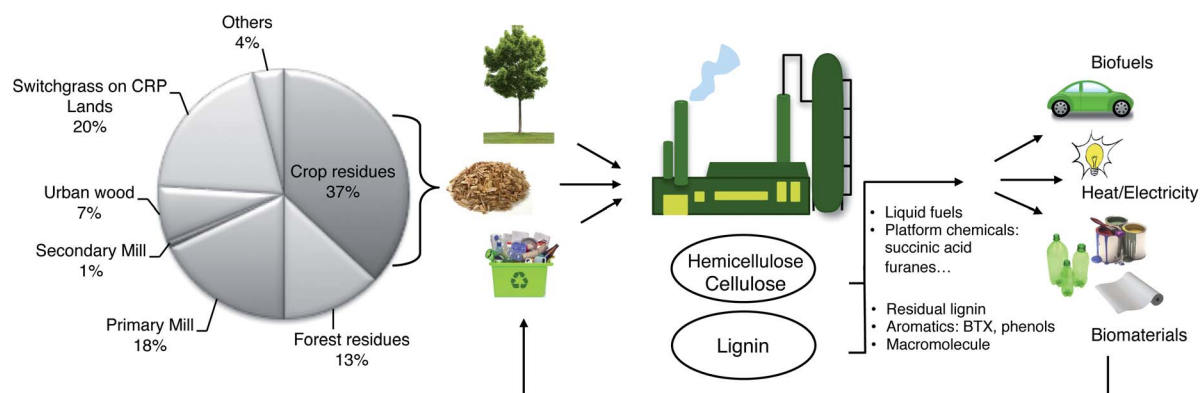 Others
4%
Switchgrass on CRP
Lands
20%
Urban wood
7%
Secondary Mill
1%
Primary Mill
18%
Forest residues
13%
Crop residues
37%
Hemicellulose
Cellulose
Lignin
• Liquid fuels
• Platform chemicals:
succinic acid
furanes…
• Residual lignin
• Aromatics: BTX, phenols
• Macromolecule
Biofuels
Heat/Electricity
Biomaterials